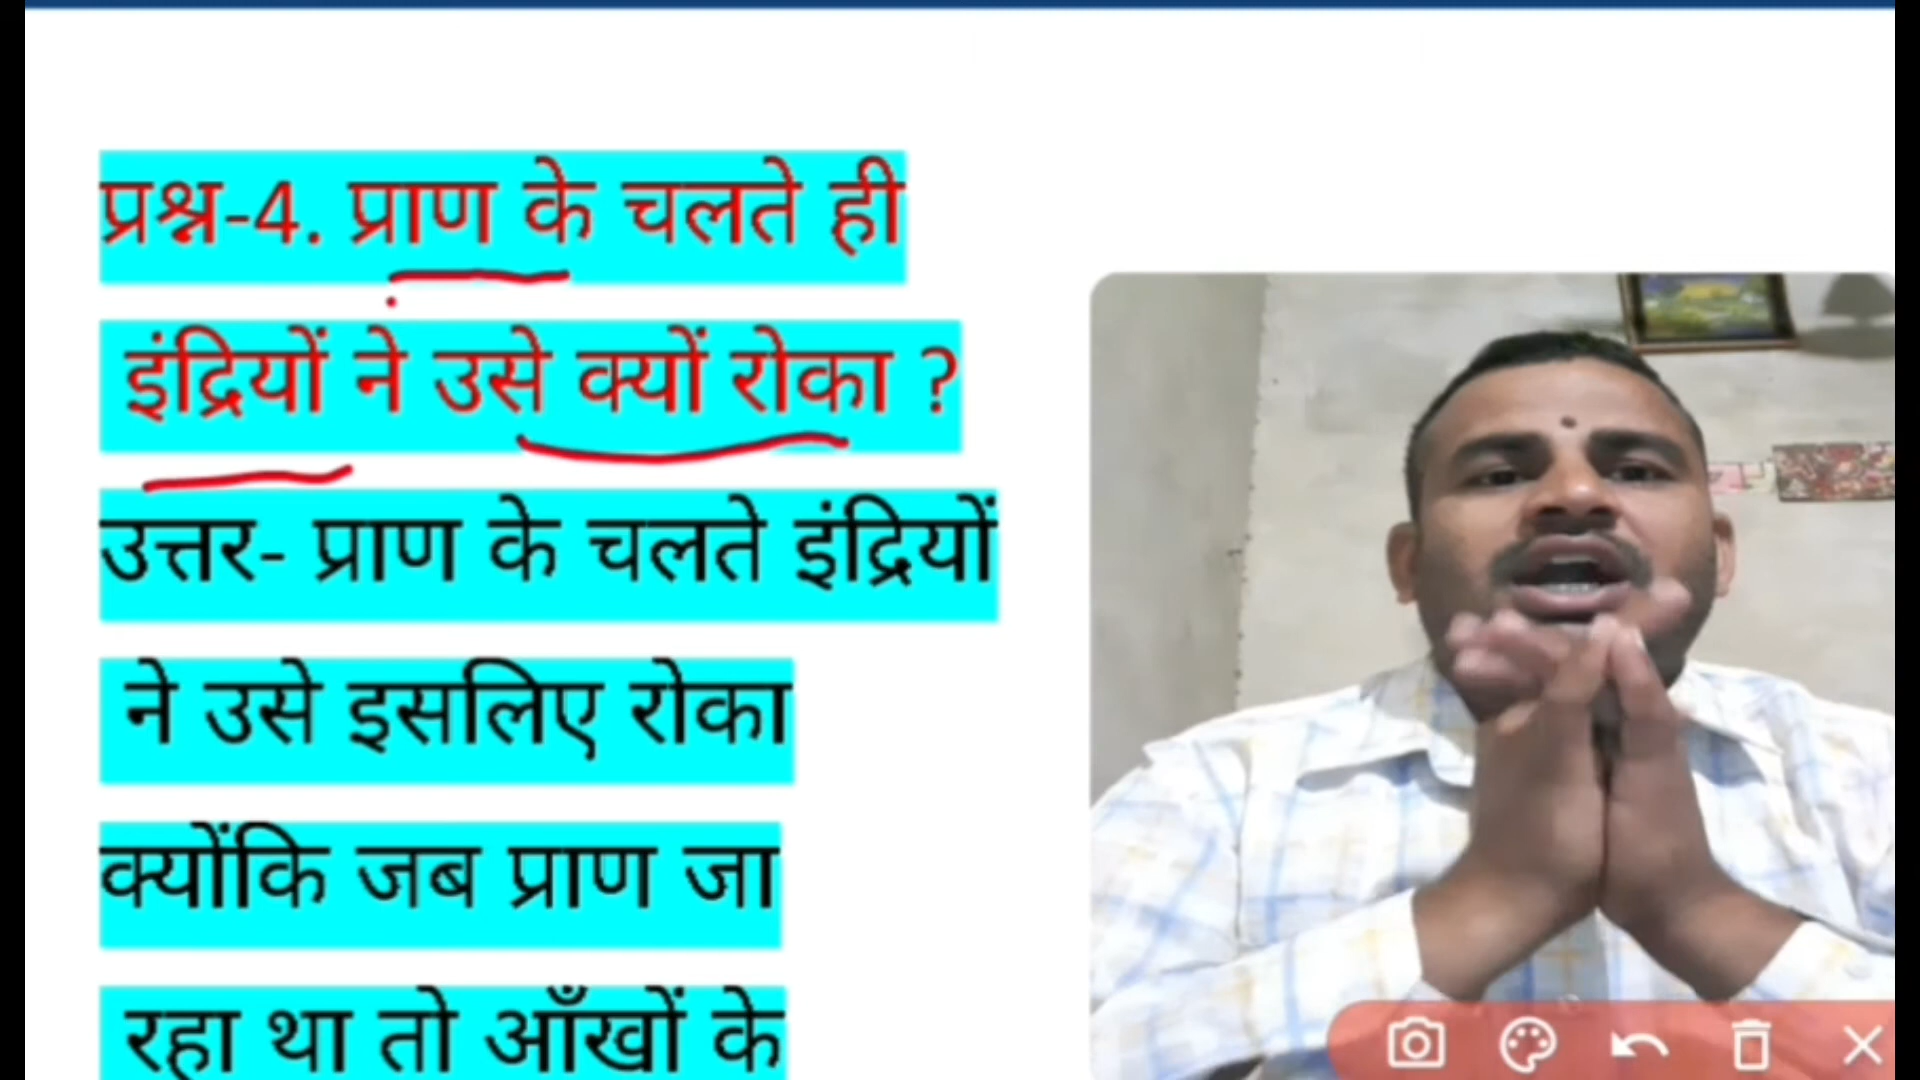 प्रश्न-4. प्राण के चलते ही
इंद्रियों ने उसे क्यों रोका ?
उत्तर- प्राण के चलते इंद्रियों
ने उसे इसलिए रोका
क्योंकि जब प्राण जा
रहा था तो आँखों के